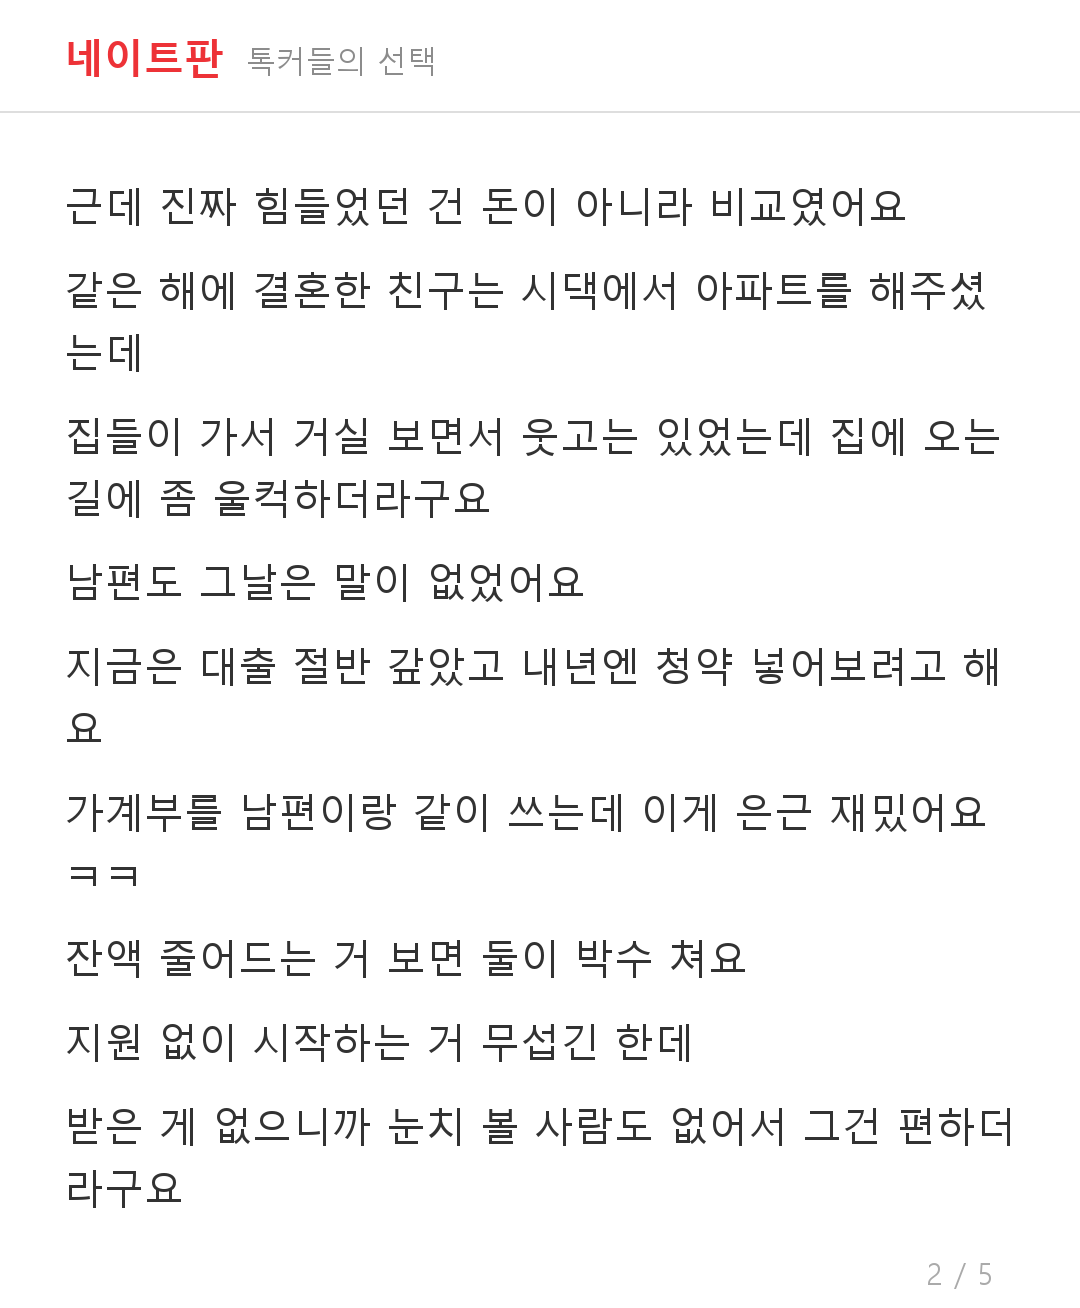 네이트판 톡커들의 선택
근데 진짜 힘들었던 건 돈이 아니라 비교였어요
같은 해에 결혼한 친구는 시댁에서 아파트를 해주셨
는데
집들이 가서 거실 보면서 웃고는 있었는데 집에 오는
길에 좀 울컥하더라구요
남편도 그날은 말이 없었어요
지금은 대출 절반 갚았고 내년엔 청약 넣어보려고 해
요
가계부를 남편이랑 같이 쓰는데 이게 은근 재밌어요
ㅋㅋ
잔액 줄어드는 거 보면 둘이 박수 쳐요
지원 없이 시작하는 거 무섭긴 한데
받은 게 없으니까 눈치 볼 사람도 없어서 그건 편하더
라구요
2 / 5